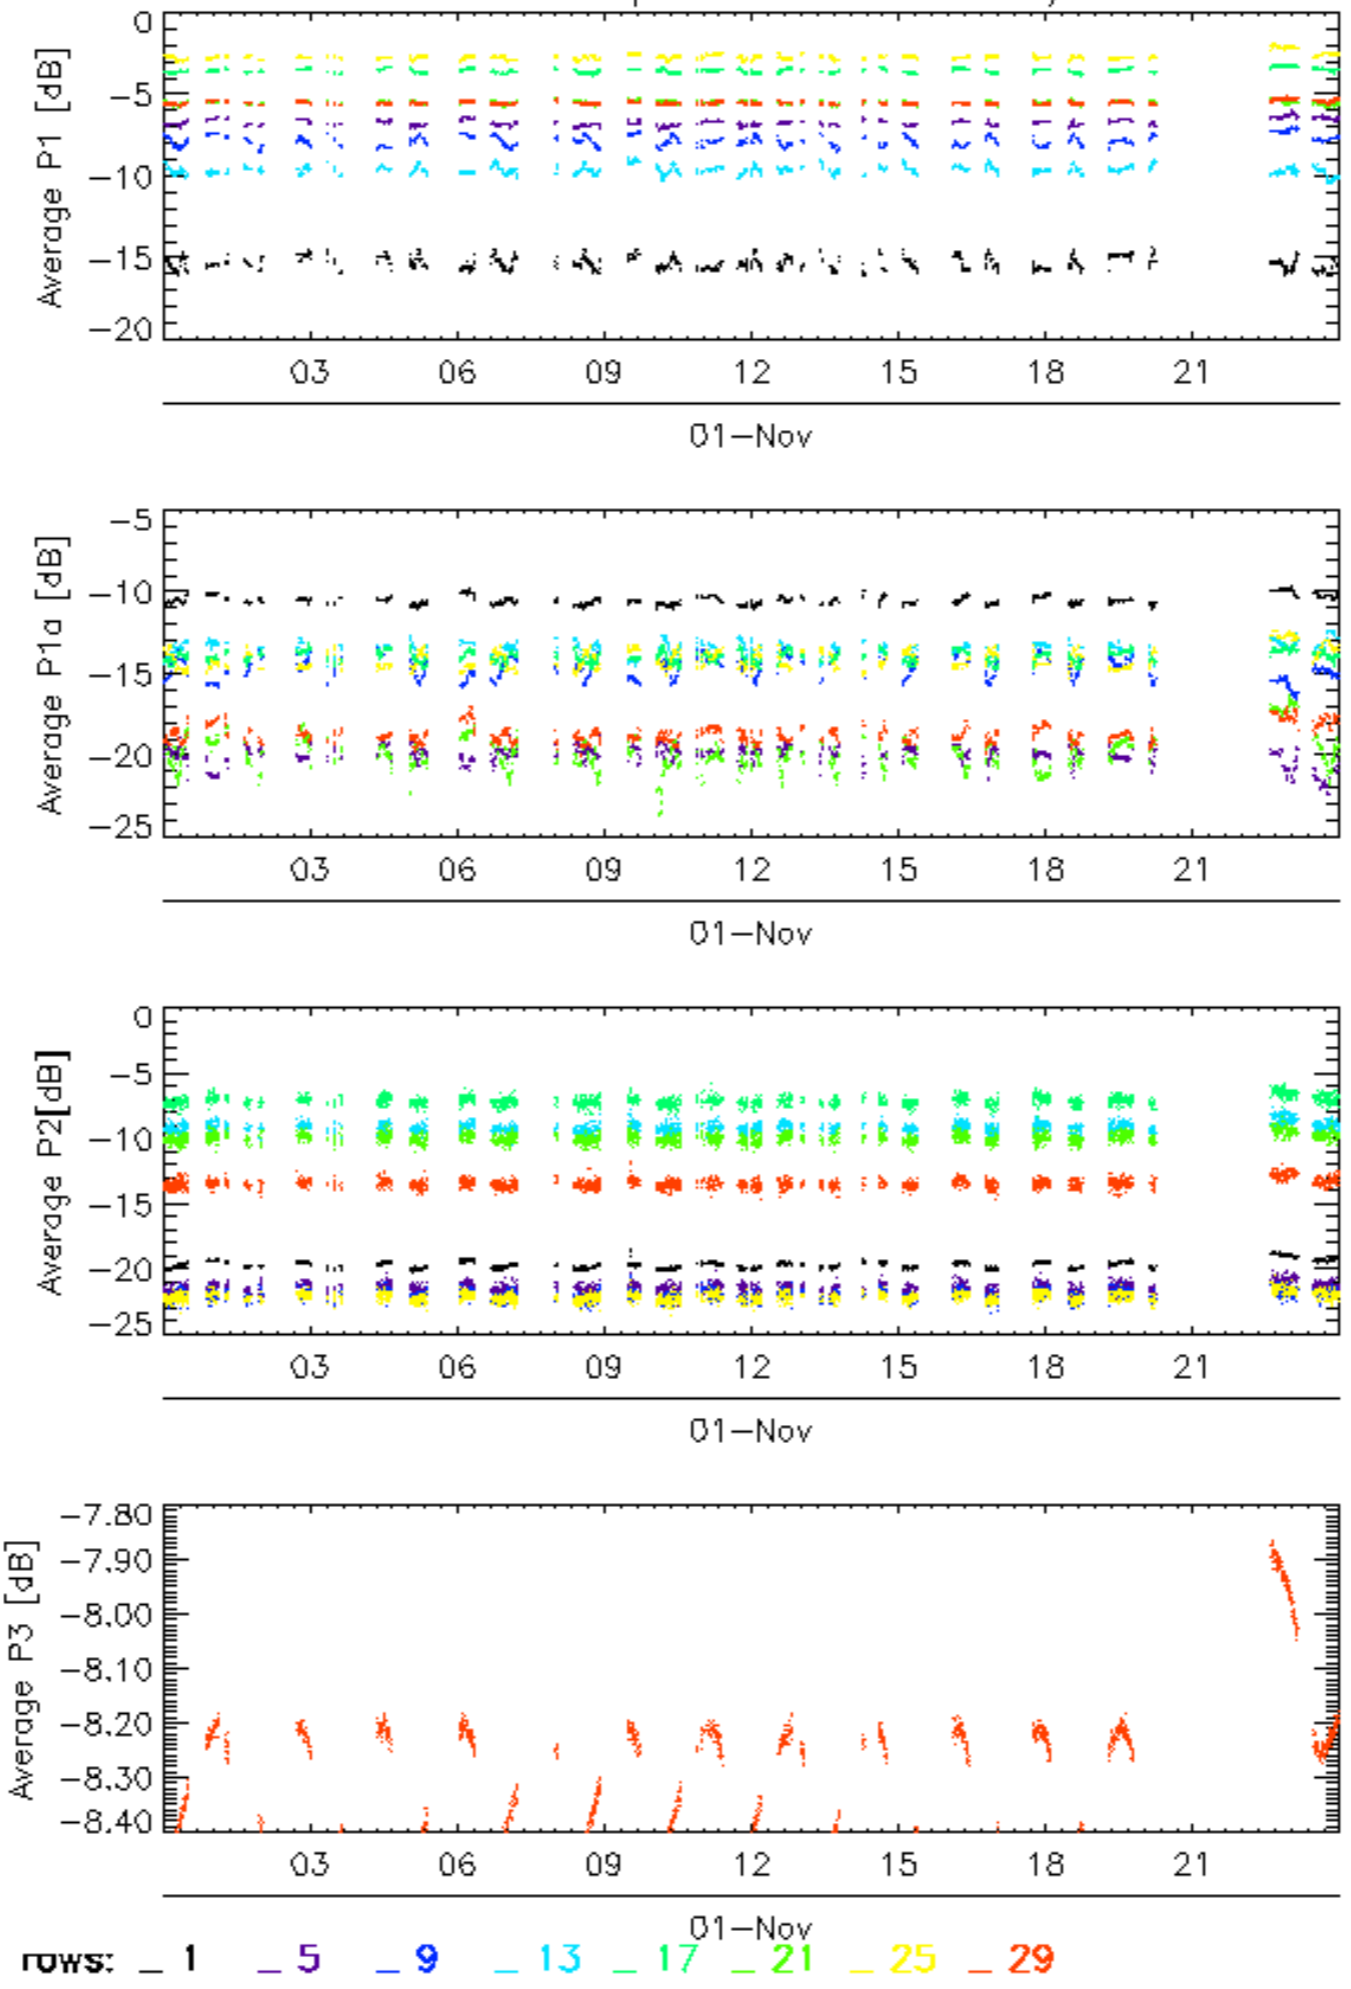 0
−5
−10
−15
−20
Average P1 [dB]
03 06 09 12 15 18 21
01−Nov
−5
−10
−15
−20
−25
Average P1a [dB]
03 06 09 12 15 18 21
01−Nov
0
−5
−10
−15
−20
−25
Average P2[dB]
03 06 09 12 15 18 21
01−Nov
−7.80
−7.90
−8.00
−8.10
−8.20
−8.30
−8.40
Average P3 [dB]
03 06 09 12 15 18 21
01−Nov
rows: _ 1 _ 5 _ 9 _ 13 _ 17 _ 21 _ 25 _ 29